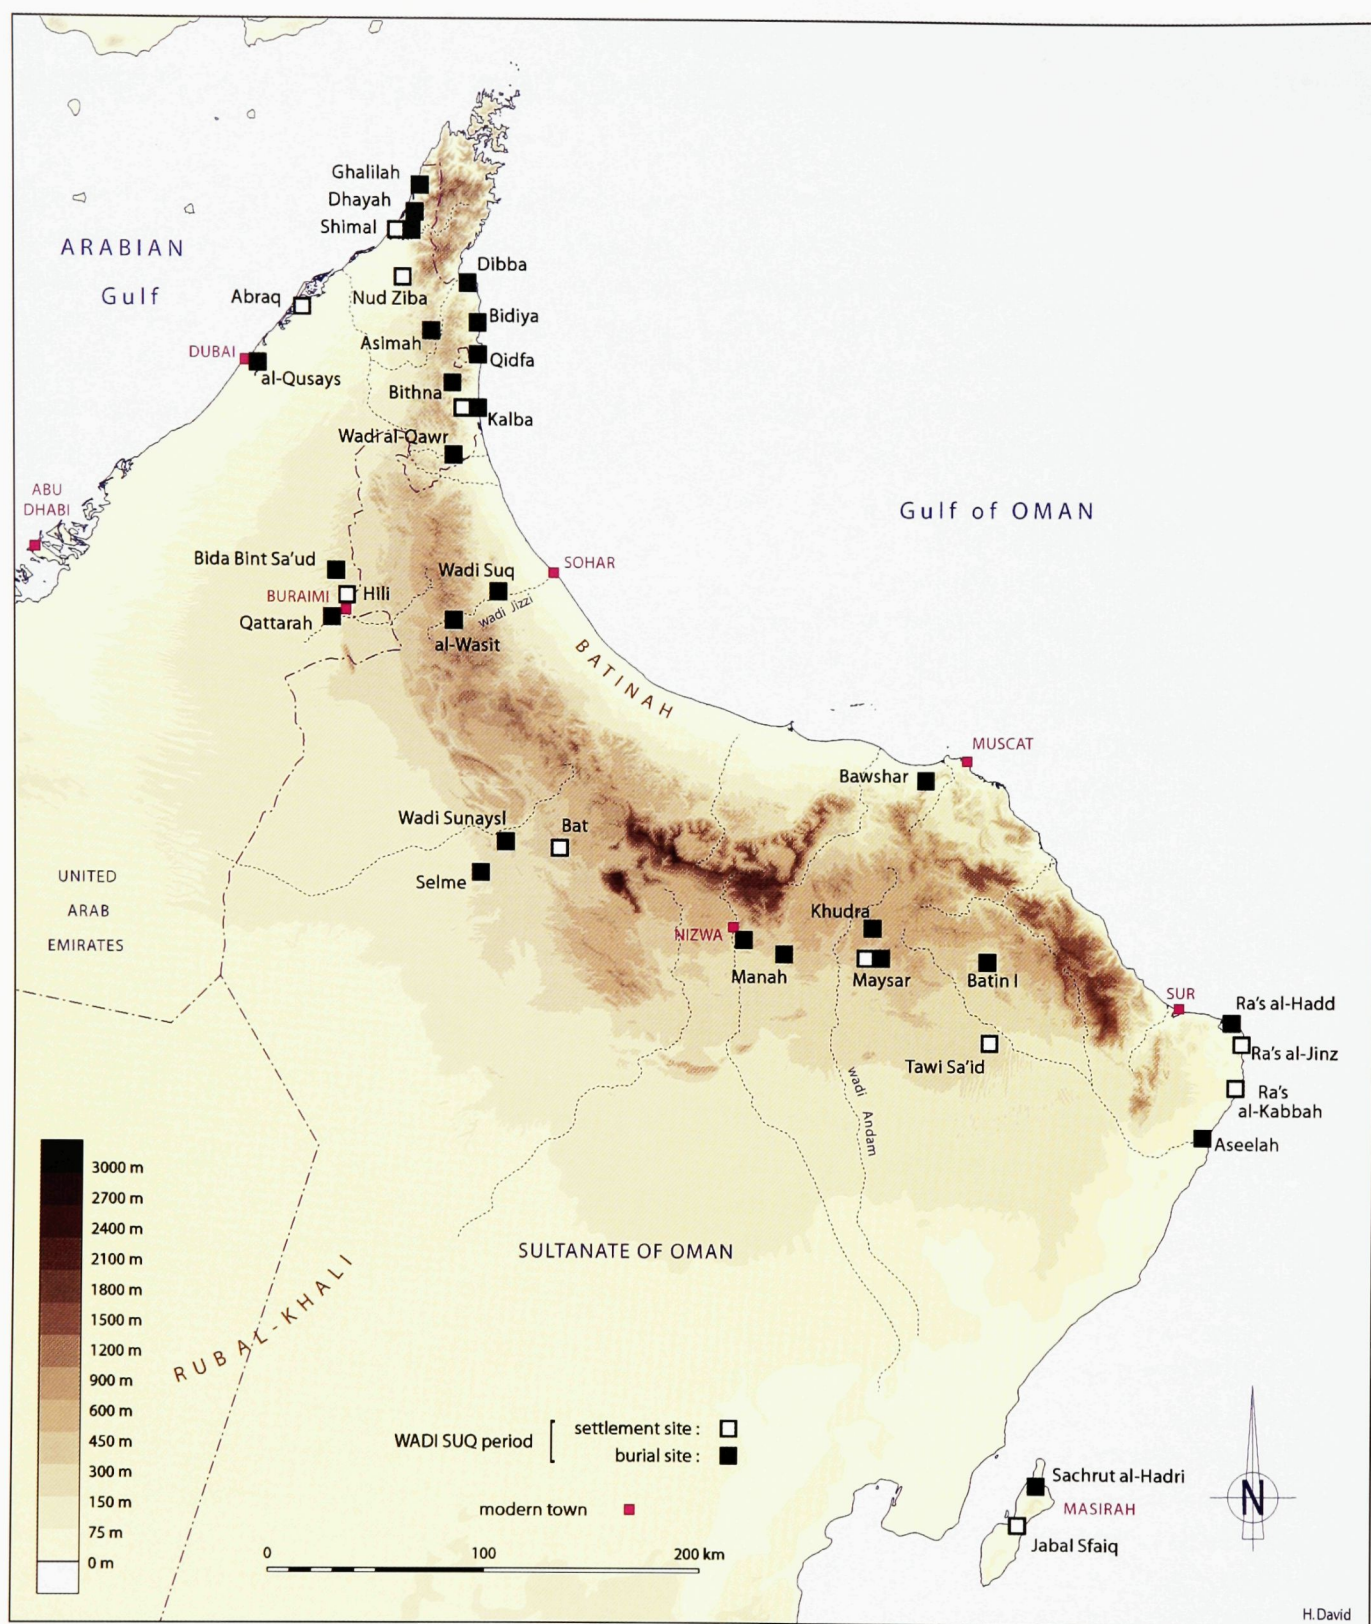 Ghalilah
Dhayah
Shimal
ARABIAN
Gulf
Dibba
Abraq
Nud Ziba
Bidiya
Asimah
DUBAI
Qidfa
al-Qusays
Bithna
Kalba
Wadi al-Qawr
ABU
DHABI
Gulf of OMAN
Bida Bint Sa'ud
Wadi Suq
SOHAR
BURAIMI
Hili
wadi Jizzi
Qattarah
al-Wasit
BATINAH
MUSCAT
Bawshar
Wadi Sunaysl
Bat
Selme
UNITED
ARAB
EMIRATES
Khudra
NIZWA
Manah
Maysar
Batin I
SUR
Ra's al-Hadd
Ra's al-Jinz
Tawi Sa'id
Ra's
al-Kabbah
wadi Andam
Aseelah
3000 m
2700 m
2400 m
2100 m
1800 m
1500 m
1200 m
900 m
600 m
450 m
300 m
150 m
75 m
0 m
SULTANATE OF OMAN
RUB AL-KHALI
WADI SUQ period
settlement site :
burial site :
modern town
0 100 200 km
Sachrut al-Hadri
MASIRAH
Jabal Sfaiq
N
H. David